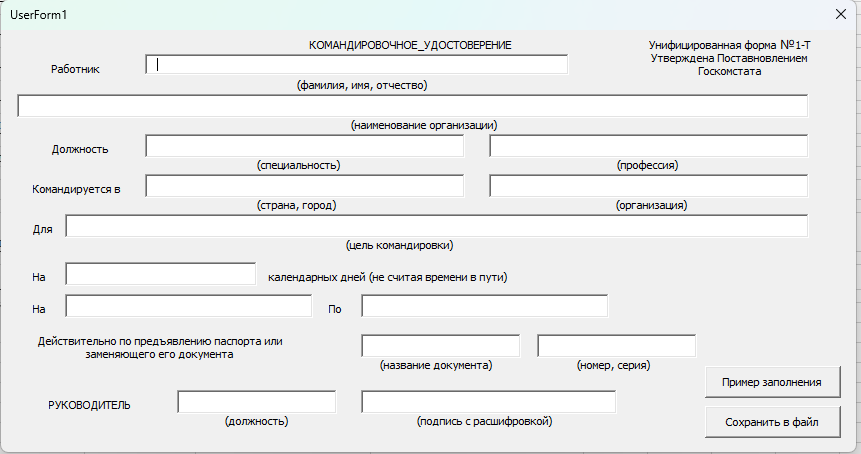 UserForm1
КОМАНДИРОВОЧНОЕ_УДОСТОВЕРЕНИЕ
Унифицированная форма №1-Т
Утверждена Поставновлением
Госкомстата
Работник
(фамилия, имя, отчество)
(наименование организации)
Должность
(специальность)
(профессия)
Командируется в
(страна, город)
(организация)
Для
(цель командировки)
На
календарных дней (не считая времени в пути)
На
По
Действительно по предъявлению паспорта или
заменяющего его документа
(название документа)
(номер, серия)
Пример заполнения
РУКОВОДИТЕЛЬ
(должность)
(подпись с расшифровкой)
Сохранить в файл